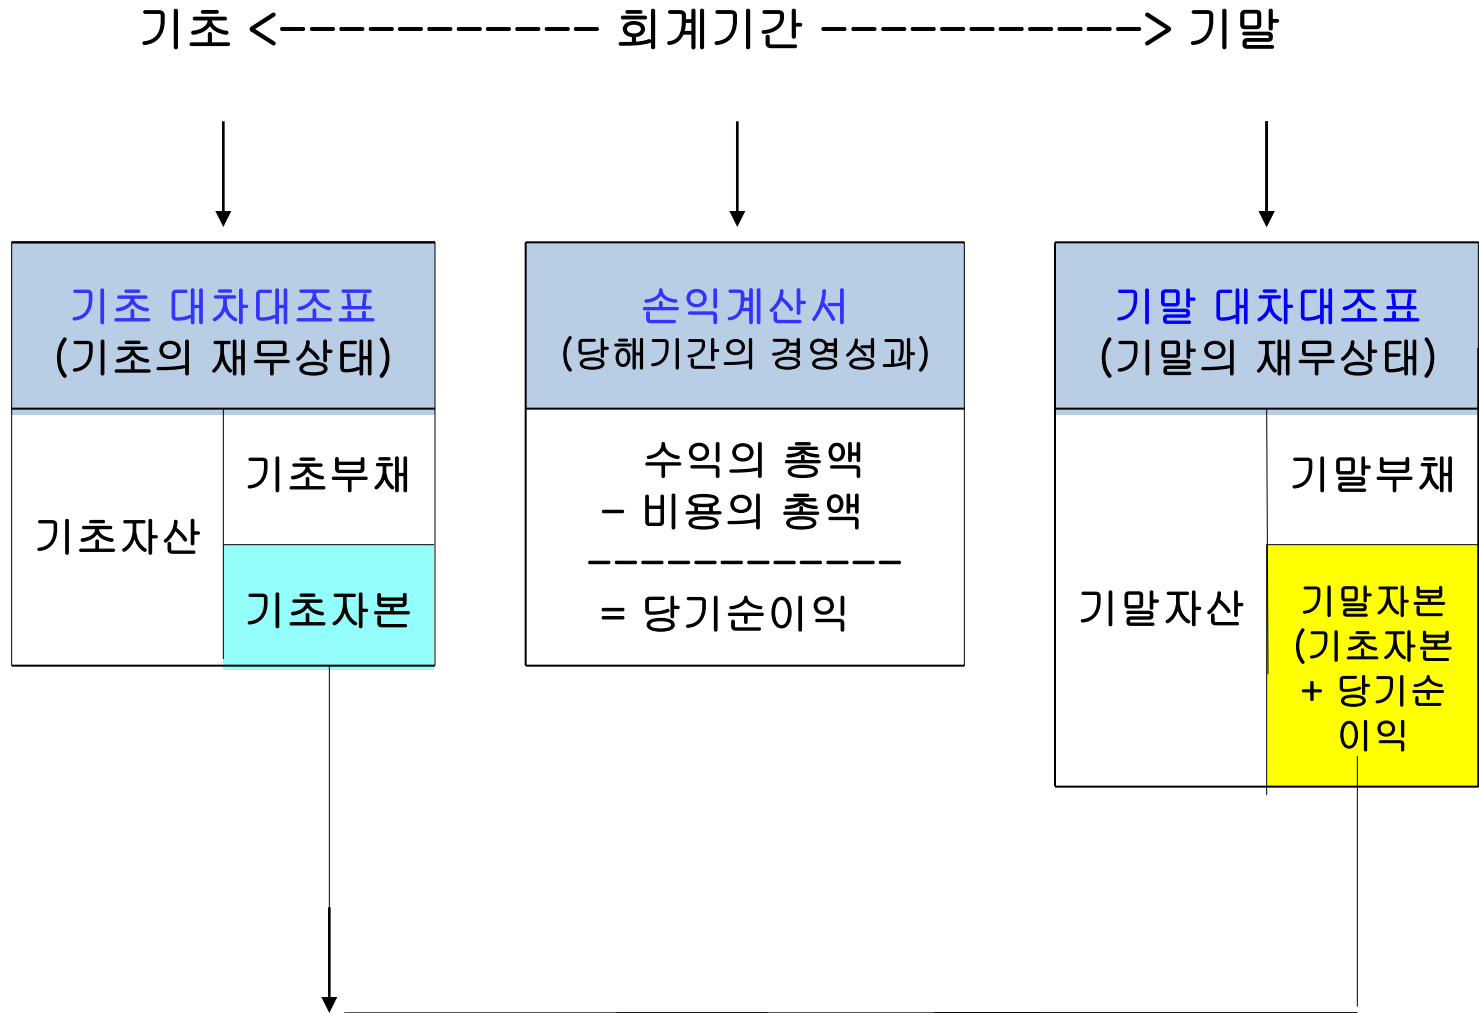 기초 <----------- 회계기간 -----------> 기말
기초 대차대조표
(기초의 재무상태)
기초자산
기초부채
기초자본
손익계산서
(당해기간의 경영성과)
수익의 총액
- 비용의 총액
------------
= 당기순이익
기말 대차대조표
(기말의 재무상태)
기말자산
기말부채
기말자본
(기초자본
+ 당기순
이익